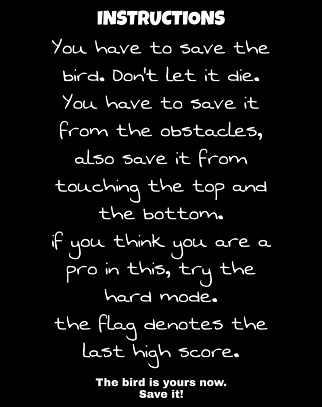 INSTRUCTIONS
You have to save the
bird. Don't let it die.
You have to save it
from the obstacles,
also save it from
touching the top and
the bottom.
if you think you are a
pro in this, try the
hard mode.
the flag denotes the
last high score.
The bird is yours now.
Save it!